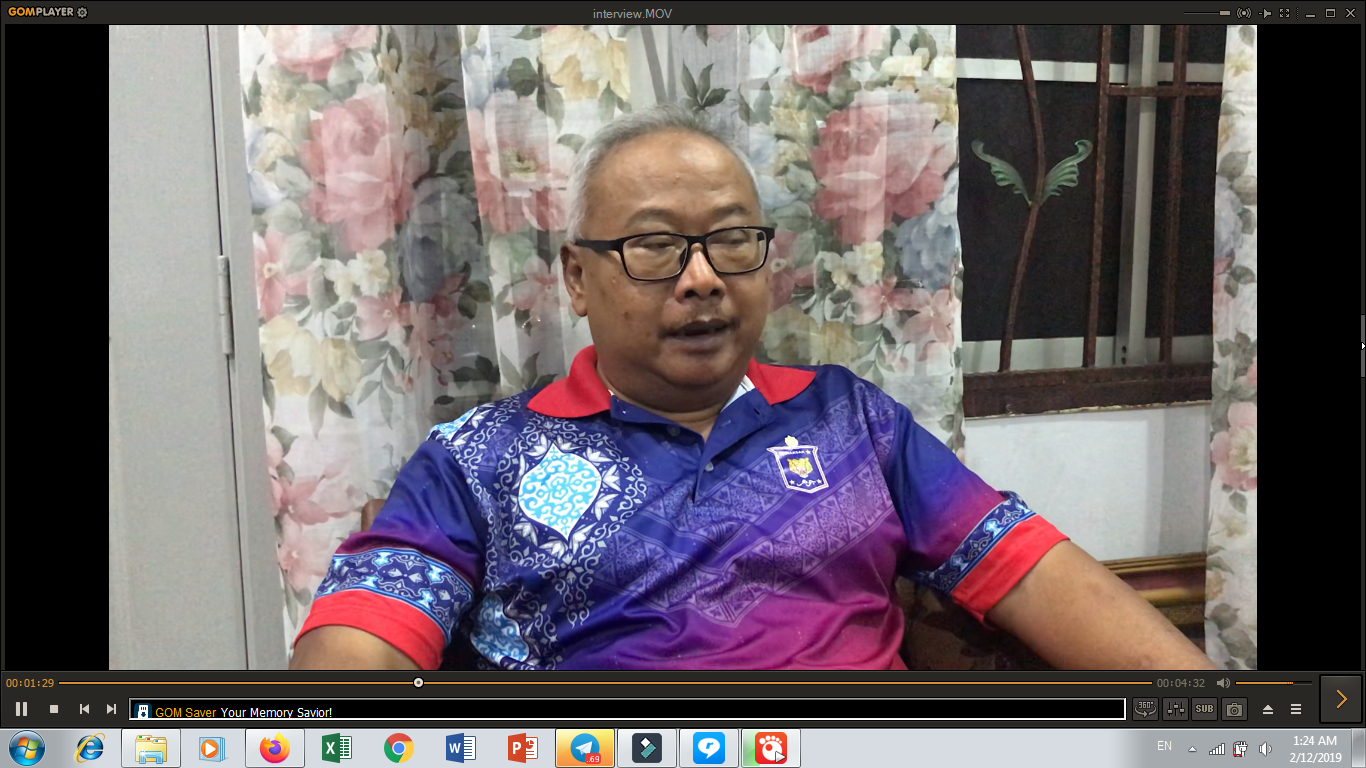 GOMPLAYER
interview.MOV
00:01:29
00:04:32
GOM Saver Your Memory Savior!
360°
SUB
.69
EN
1:24 AM
2/12/2019